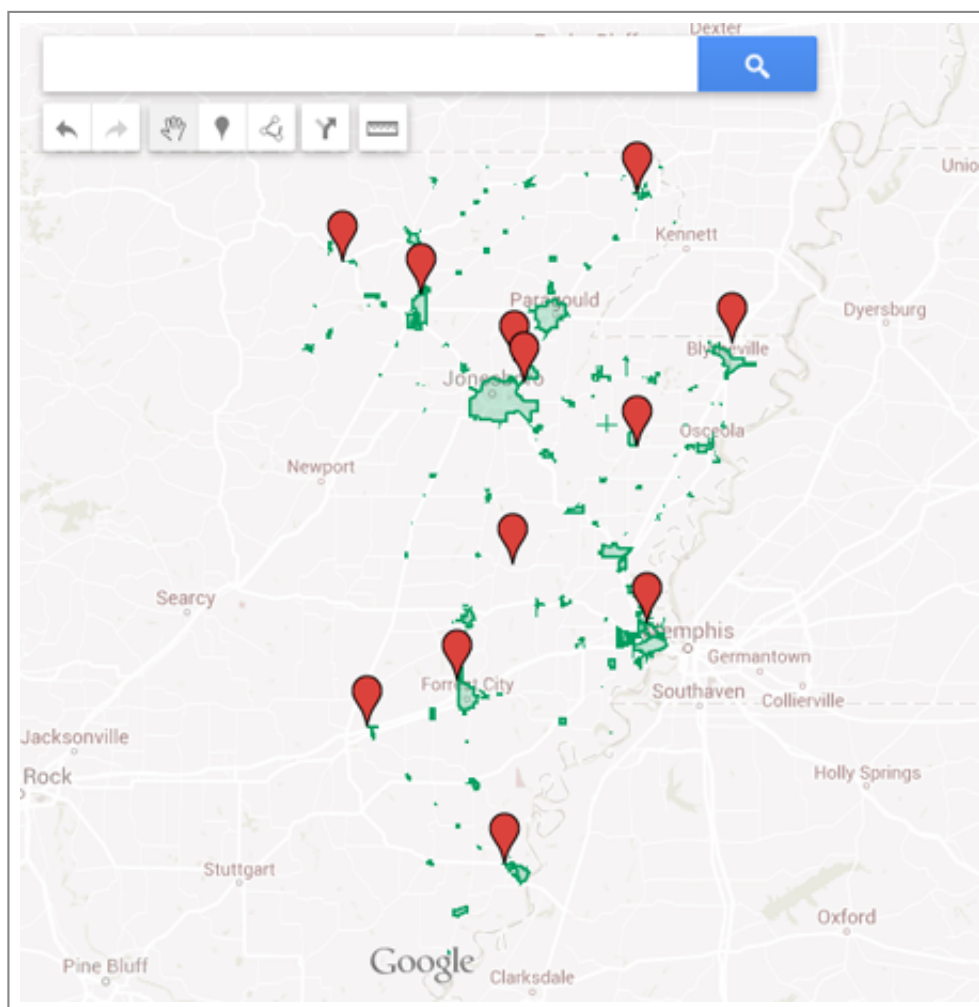 Dexter
Unio
Kennett
Paragould
Dyersburg
Blytheville
Jonesboro
Osceola
Newport
Searcy
Memphis
Germantown
Forrest City
Southaven
Collierville
Jacksonville
Rock
Holly Springs
Stuttgart
Oxford
Google
Pine Bluff
Clarksdale